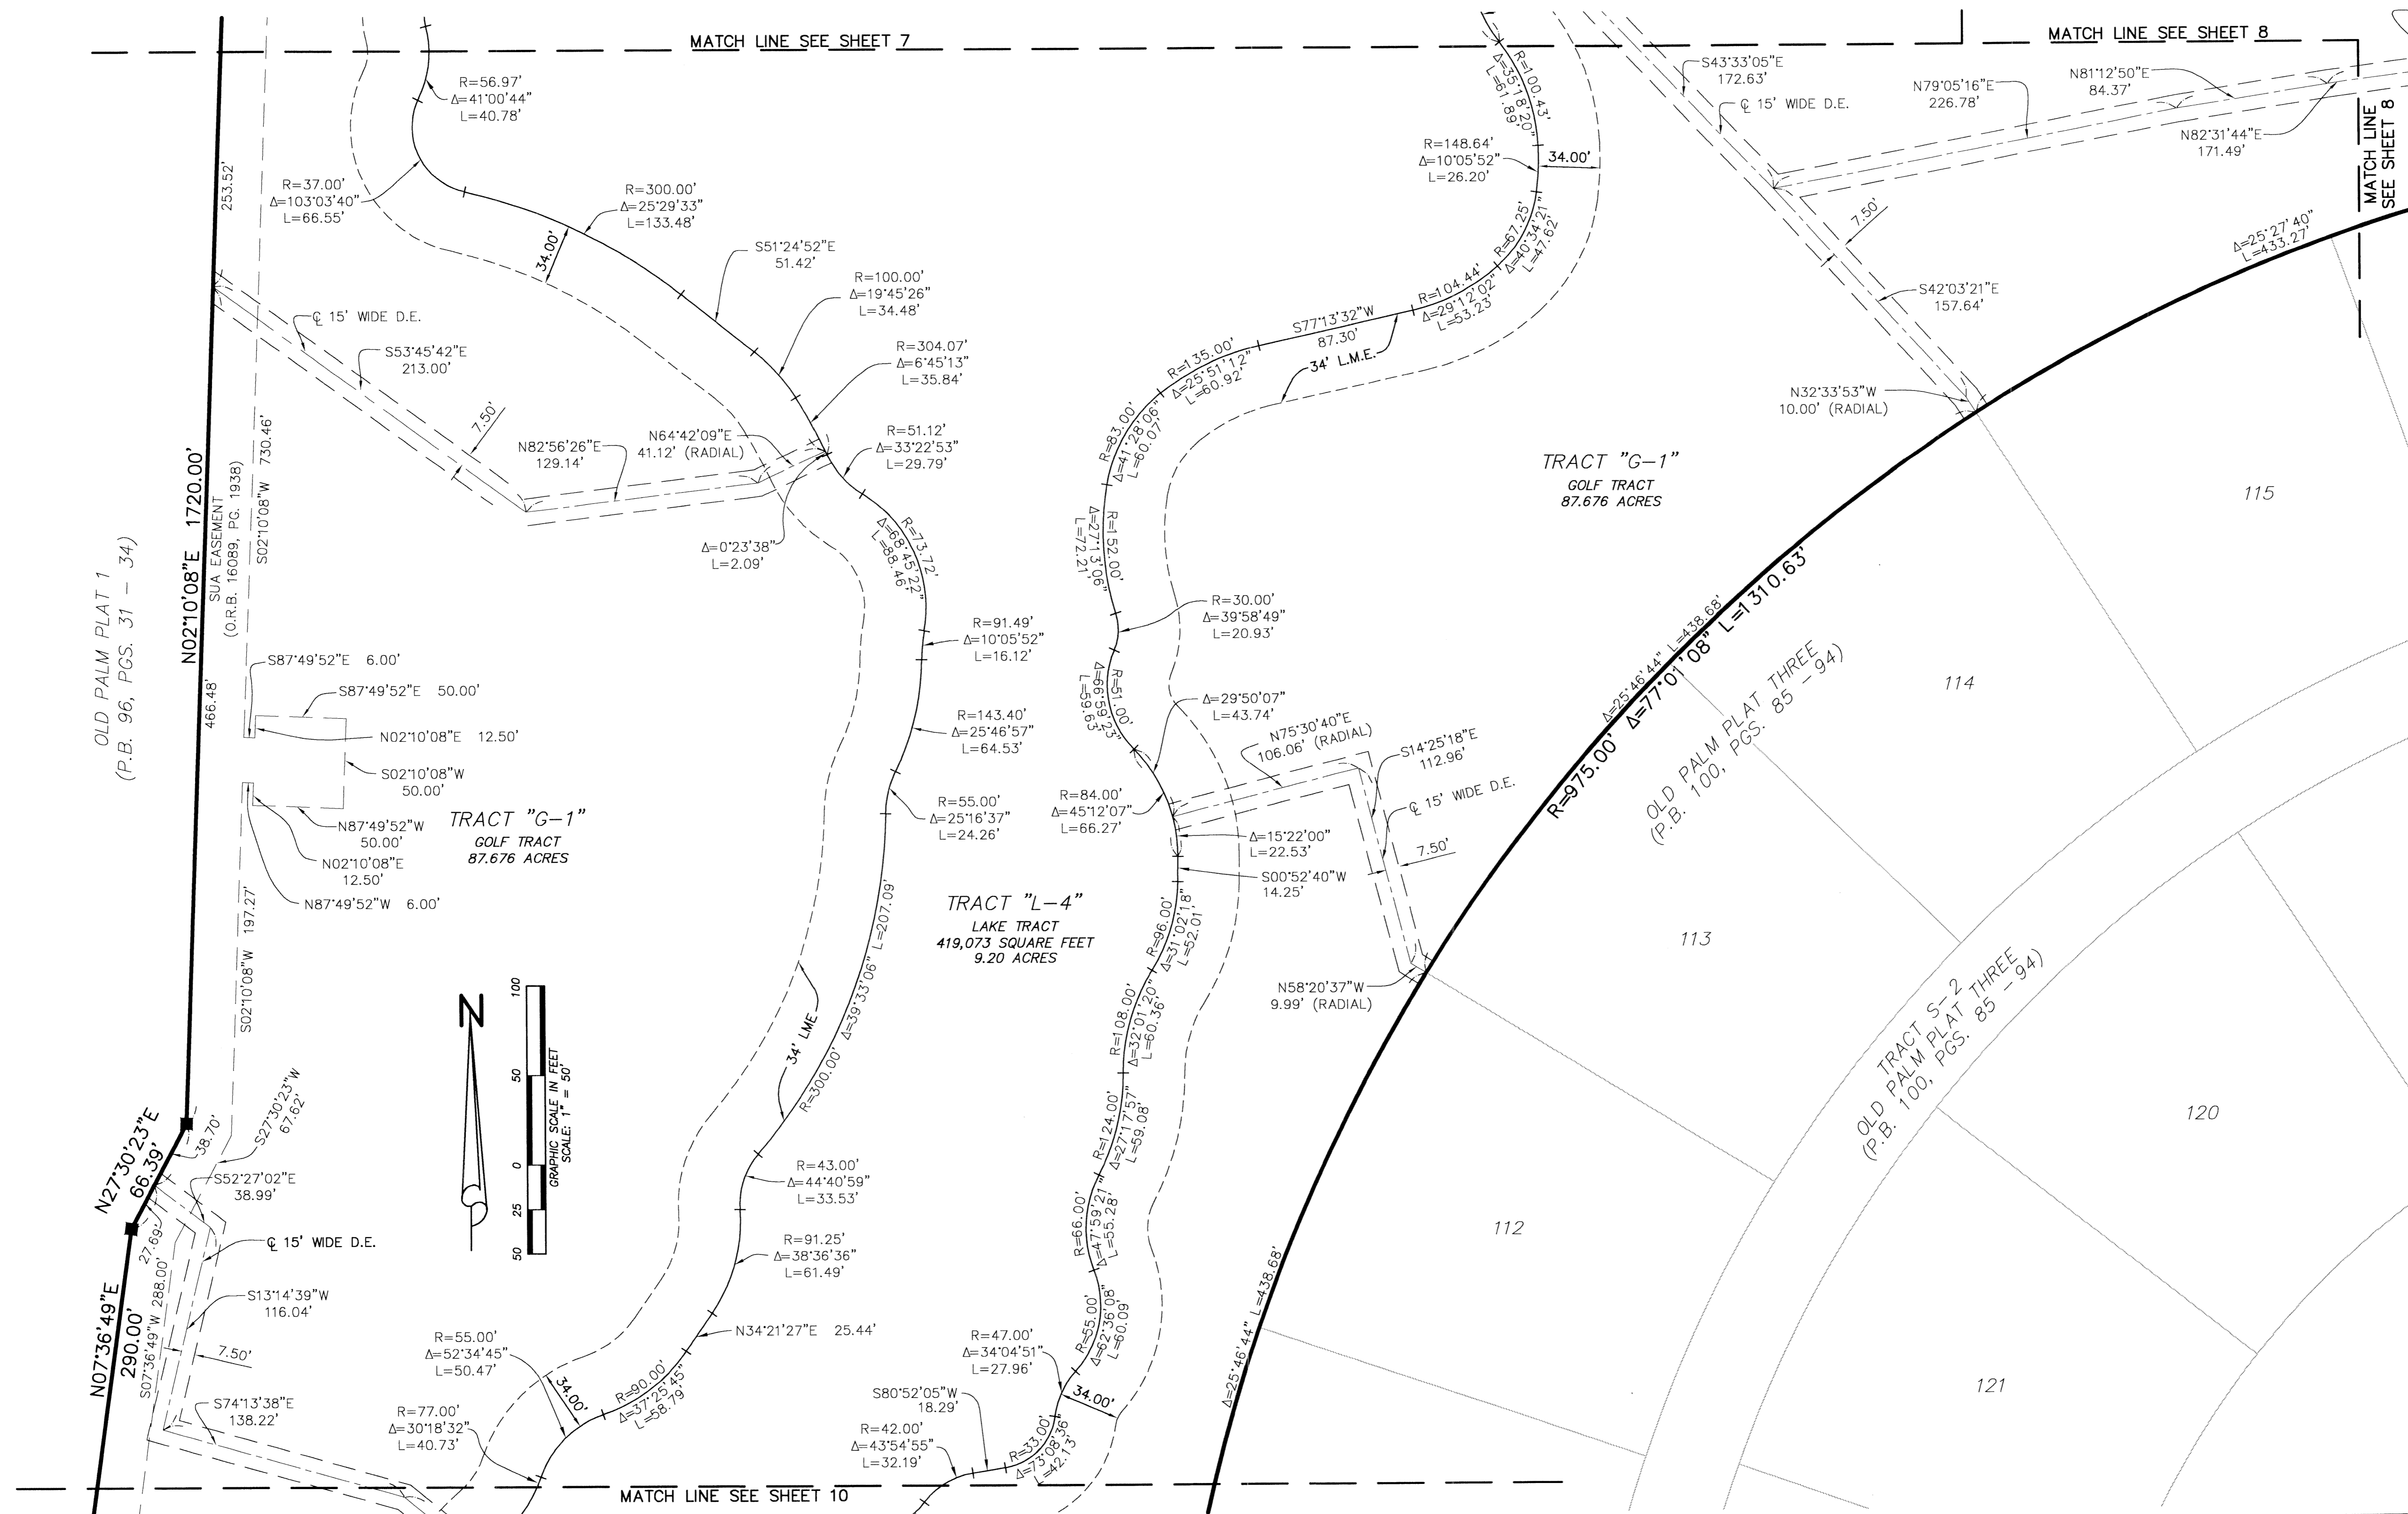 MATCH LINE SEE SHEET 7
MATCH LINE SEE SHEET 8
MATCH LINE
SEE SHEET 8
R=56.97'
Δ=41°00'44"
L=40.78'
R=37.00'
Δ=103°03'40"
L=66.55'
R=300.00'
Δ=25°29'33"
L=133.48'
34.00'
S51°24'52"E
51.42'
R=100.00'
Δ=19°45'26"
L=34.48'
R=304.07'
Δ=6°45'13"
L=35.84'
R=51.12'
Δ=33°22'53"
L=29.79'
253.52'
℄ 15' WIDE D.E.
S53°45'42"E
213.00'
7.50'
N82°56'26"E
129.14'
N64°42'09"E
41.12' (RADIAL)
Δ=0°23'38"
L=2.09'
R=73.72'
Δ=68°45'22"
L=88.46'
R=91.49'
Δ=10°05'52"
L=16.12'
R=143.40'
Δ=25°46'57"
L=64.53'
R=55.00'
Δ=25°16'37"
L=24.26'
R=300.00' Δ=39°33'06" L=207.09'
34' LME
R=43.00'
Δ=44°40'59"
L=33.53'
R=91.25'
Δ=38°36'36"
L=61.49'
N34°21'27"E 25.44'
R=90.00'
Δ=37°25'45"
L=58.79'
R=55.00'
Δ=52°34'45"
L=50.47'
34.00'
R=77.00'
Δ=30°18'32"
L=40.73'
OLD PALM PLAT 1
(P.B. 96, PGS. 31 – 34)
N02°10'08"E 1720.00'
466.48'
SUA EASEMENT
(O.R.B. 16089, PG. 1938)
S02°10'08"W 730.46'
S87°49'52"E 6.00'
S87°49'52"E 50.00'
N02°10'08"E 12.50'
S02°10'08"W
50.00'
N87°49'52"W
50.00'
N02°10'08"E
12.50'
N87°49'52"W 6.00'
S02°10'08"W 197.27'
TRACT "G–1"
GOLF TRACT
87.676 ACRES
N
100
50
0
25
50
GRAPHIC SCALE IN FEET
SCALE: 1" = 50'
N27°30'23"E
66.39'
38.70'
27.69'
S27°30'23"W
67.62'
S52°27'02"E
38.99'
℄ 15' WIDE D.E.
S13°14'39"W
116.04'
7.50'
N07°36'49"E
290.00'
S07°36'49"W 288.00'
S74°13'38"E
138.22'
MATCH LINE SEE SHEET 10
R=100.43'
Δ=35°18'20"
L=61.89'
R=148.64'
Δ=10°05'52"
L=26.20'
34.00'
R=67.25'
Δ=40°34'21"
L=47.62'
R=104.44'
Δ=29°12'02"
L=53.23'
S77°13'32"W
87.30'
34' L.M.E.
R=135.00'
Δ=25°51'12"
L=60.92'
R=83.00'
Δ=41°28'06"
L=60.07'
R=152.00'
Δ=27°13'06"
L=72.21'
R=30.00'
Δ=39°58'49"
L=20.93'
R=51.00'
Δ=66°59'23"
L=59.63'
Δ=29°50'07"
L=43.74'
N75°30'40"E
106.06' (RADIAL)
S14°25'18"E
112.96'
℄ 15' WIDE D.E.
7.50'
R=84.00'
Δ=45°12'07"
L=66.27'
Δ=15°22'00"
L=22.53'
S00°52'40"W
14.25'
N58°20'37"W
9.99' (RADIAL)
TRACT "L–4"
LAKE TRACT
419,073 SQUARE FEET
9.20 ACRES
R=96.00'
Δ=31°02'18"
L=52.01'
R=108.00'
Δ=32°01'20"
L=60.36'
R=124.00'
Δ=27°17'57"
L=59.08'
R=66.00'
Δ=47°59'21"
L=55.28'
R=55.00'
Δ=62°36'08"
L=60.09'
R=47.00'
Δ=34°04'51"
L=27.96'
34.00'
R=33.00'
Δ=73°08'36"
L=42.13'
S80°52'05"W
18.29'
R=42.00'
Δ=43°54'55"
L=32.19'
S43°33'05"E
172.63'
℄ 15' WIDE D.E.
N79°05'16"E
226.78'
N81°12'50"E
84.37'
N82°31'44"E
171.49'
7.50'
S42°03'21"E
157.64'
N32°33'53"W
10.00' (RADIAL)
Δ=25°27'40"
L=433.27'
TRACT "G–1"
GOLF TRACT
87.676 ACRES
Δ=25°46'44" L=438.68'
R=975.00' Δ=77°01'08" L=1310.63'
Δ=25°46'44" L=438.68'
OLD PALM PLAT THREE
(P.B. 100, PGS. 85 – 94)
115
114
113
112
TRACT S–2
OLD PALM PLAT THREE
(P.B. 100, PGS. 85 – 94)
120
121